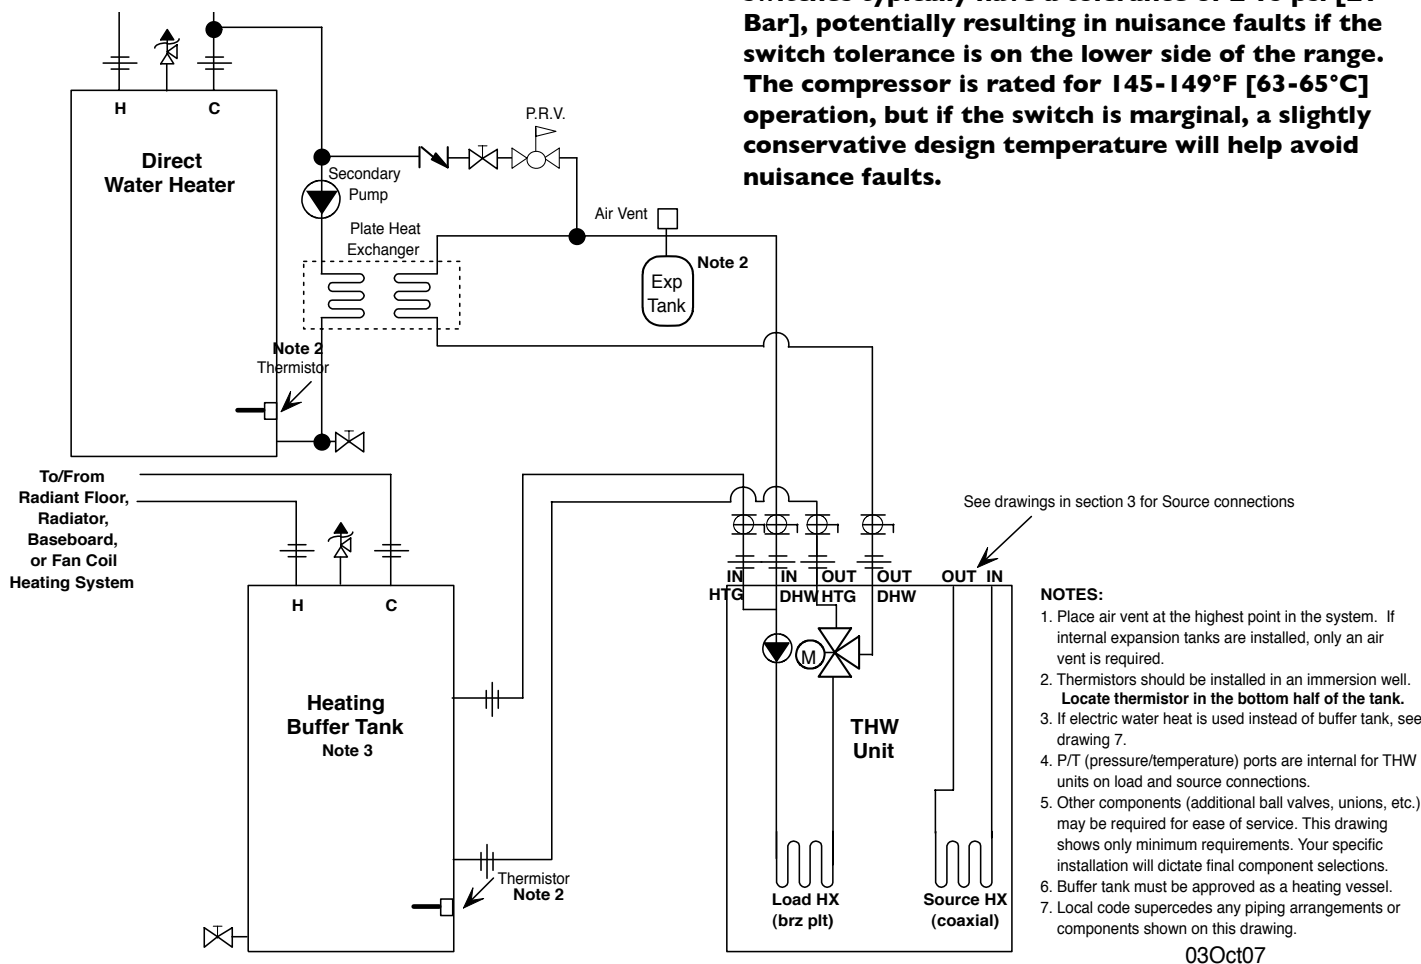 Bar], potentially resulting in nuisance faults if the
switch tolerance is on the lower side of the range.
The compressor is rated for 145-149°F [63-65°C]
operation, but if the switch is marginal, a slightly
conservative design temperature will help avoid
nuisance faults.
H
C
Direct
Water Heater
P.R.V.
Secondary
Pump
Plate Heat
Exchanger
Air Vent
Note 2
Exp
Tank
Note 2
Thermistor
To/From
Radiant Floor,
Radiator,
Baseboard,
or Fan Coil
Heating System
See drawings in section 3 for Source connections
H
C
IN
HTG
IN
DHW
OUT
HTG
OUT
DHW
OUT
IN
M
Heating
Buffer Tank
Note 3
THW
Unit
Thermistor
Note 2
Load HX
(brz plt)
Source HX
(coaxial)
NOTES:
1. Place air vent at the highest point in the system. If
internal expansion tanks are installed, only an air
vent is required.
2. Thermistors should be installed in an immersion well.
Locate thermistor in the bottom half of the tank.
3. If electric water heat is used instead of buffer tank, see
drawing 7.
4. P/T (pressure/temperature) ports are internal for THW
units on load and source connections.
5. Other components (additional ball valves, unions, etc.)
may be required for ease of service. This drawing
shows only minimum requirements. Your specific
installation will dictate final component selections.
6. Buffer tank must be approved as a heating vessel.
7. Local code supercedes any piping arrangements or
components shown on this drawing.
03Oct07